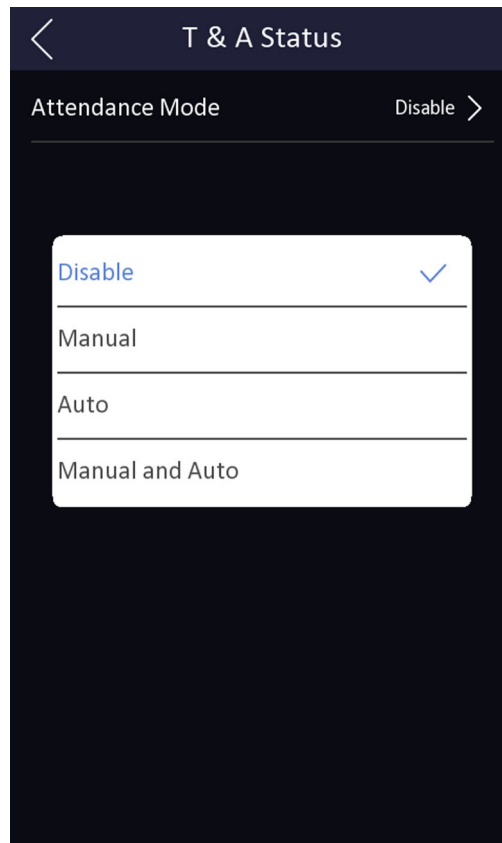 T & A Status
Attendance Mode Disable
Disable
Manual
Auto
Manual and Auto